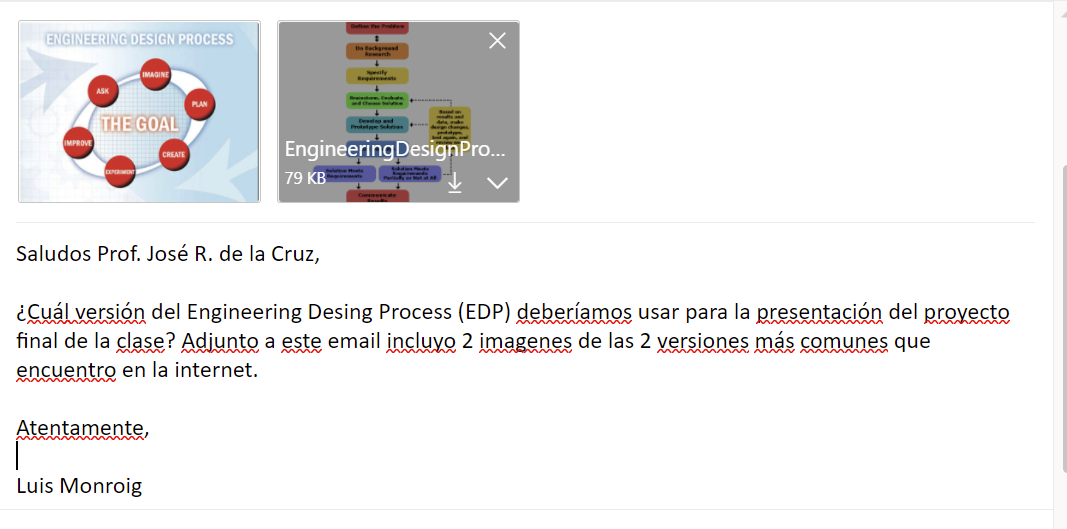 ENGINEERING DESIGN PROCESS
IMAGINE
ASK
PLAN
THE GOAL
IMPROVE
CREATE
EXPERIMENT
Define the Problem
Do Background
Research
Specify
Requirements
Brainstorm, Evaluate,
and Choose Solution
Develop and
Prototype Solution
Based on
results and
data, make
design changes,
prototype,
test again, and
EngineeringDesignPro...
79 KB
Solution Meets
Requirements
Solution Meets
Requirements
Partially or Not at All
Communicate
Results
Saludos Prof. José R. de la Cruz,
¿Cuál versión del Engineering Desing Process (EDP) deberíamos usar para la presentación del proyecto
final de la clase? Adjunto a este email incluyo 2 imagenes de las 2 versiones más comunes que
encuentro en la internet.
Atentamente,
Luis Monroig